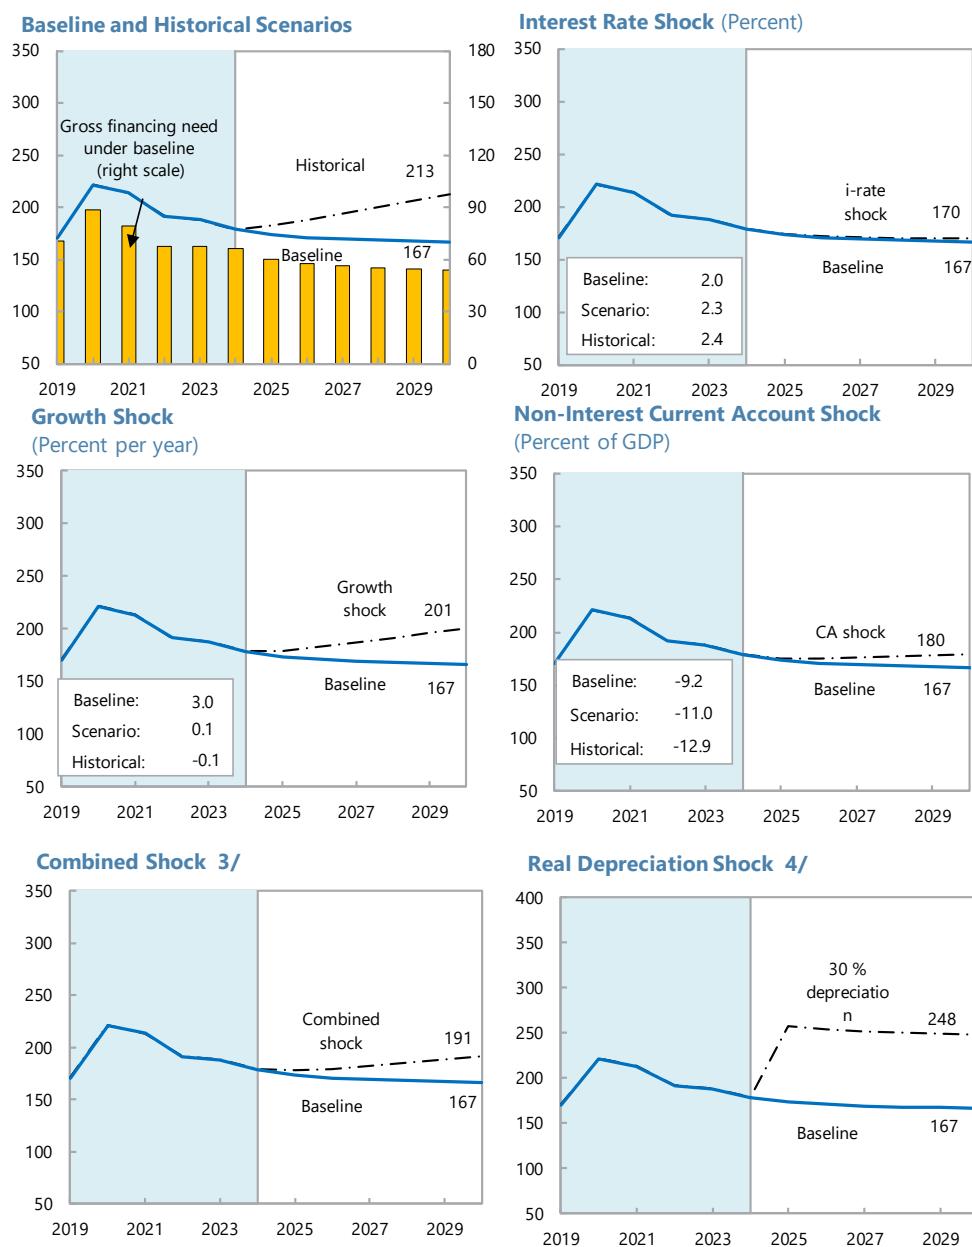 Baseline and Historical Scenarios
350
300
250
200
150
100
50
180
150
120
90
60
30
0
Gross financing need
under baseline
(right scale)
Historical
213
Baseline
167
2019 2021 2023 2025 2027 2029
Interest Rate Shock (Percent)
350
300
250
200
150
100
50
i-rate
shock
170
Baseline
167
Baseline: 2.0
Scenario: 2.3
Historical: 2.4
2019 2021 2023 2025 2027 2029
Growth Shock
(Percent per year)
350
300
250
200
150
100
50
Growth
shock
201
Baseline
167
Baseline: 3.0
Scenario: 0.1
Historical: -0.1
2019 2021 2023 2025 2027 2029
Non-Interest Current Account Shock
(Percent of GDP)
350
300
250
200
150
100
50
CA shock
180
Baseline
167
Baseline: -9.2
Scenario: -11.0
Historical: -12.9
2019 2021 2023 2025 2027 2029
Combined Shock 3/
350
300
250
200
150
100
50
Combined
shock
191
Baseline
167
2019 2021 2023 2025 2027 2029
Real Depreciation Shock 4/
400
350
300
250
200
150
100
50
30 %
depreciatio
n
248
167
Baseline
2019 2021 2023 2025 2027 2029